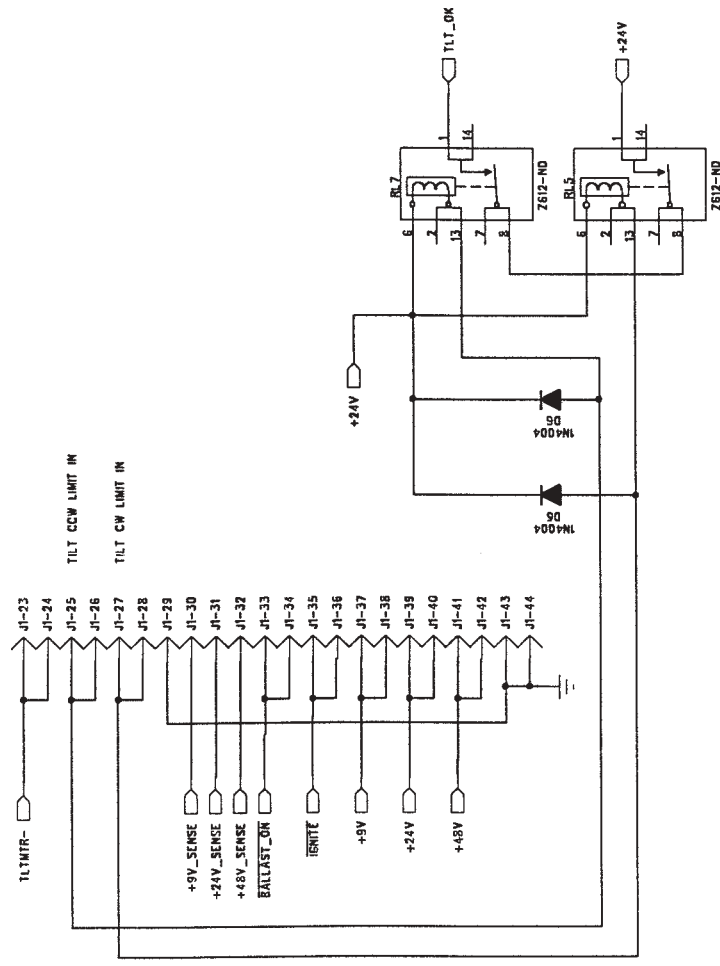 TLT_OK
+24V
1
14
RL7
Z612-ND
6
2
13
7
8
1
14
RL5
Z612-ND
6
2
13
7
8
+24V
1N4004
D6
1N4004
D5
TILT CCW LIMIT IN
TILT CW LIMIT IN
J1-23
J1-24
J1-25
J1-26
J1-27
J1-28
J1-29
J1-30
J1-31
J1-32
J1-33
J1-34
J1-35
J1-36
J1-37
J1-38
J1-39
J1-40
J1-41
J1-42
J1-43
J1-44
TLTMTR-
+9V_SENSE
+24V_SENSE
+48V_SENSE
BALLAST_ON
IGNITE
+9V
+24V
+48V